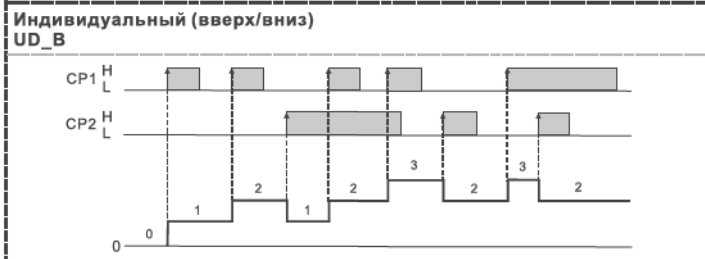 Индивидуальный (вверх/вниз)
UD_B
CP1 H
L
CP2 H
L
3 3
2 2 2 2
1 1
0
0